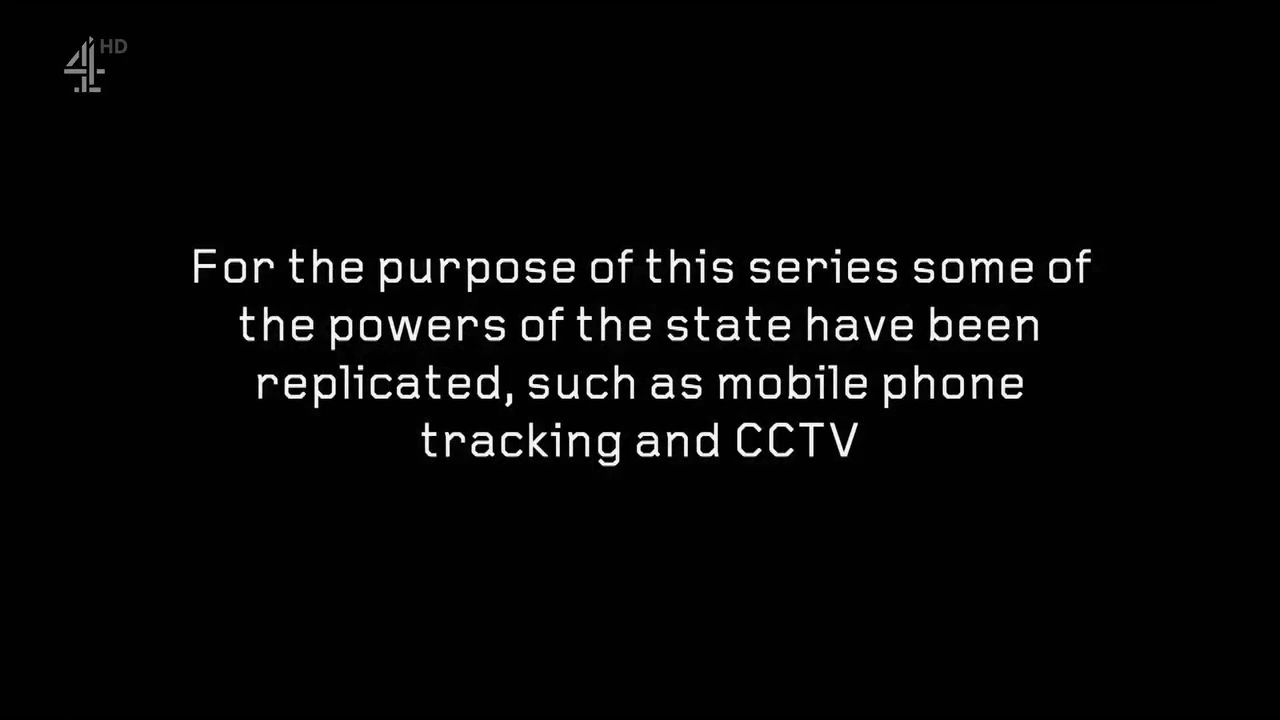 4 HD
For the purpose of this series some of
the powers of the state have been
replicated, such as mobile phone
tracking and CCTV